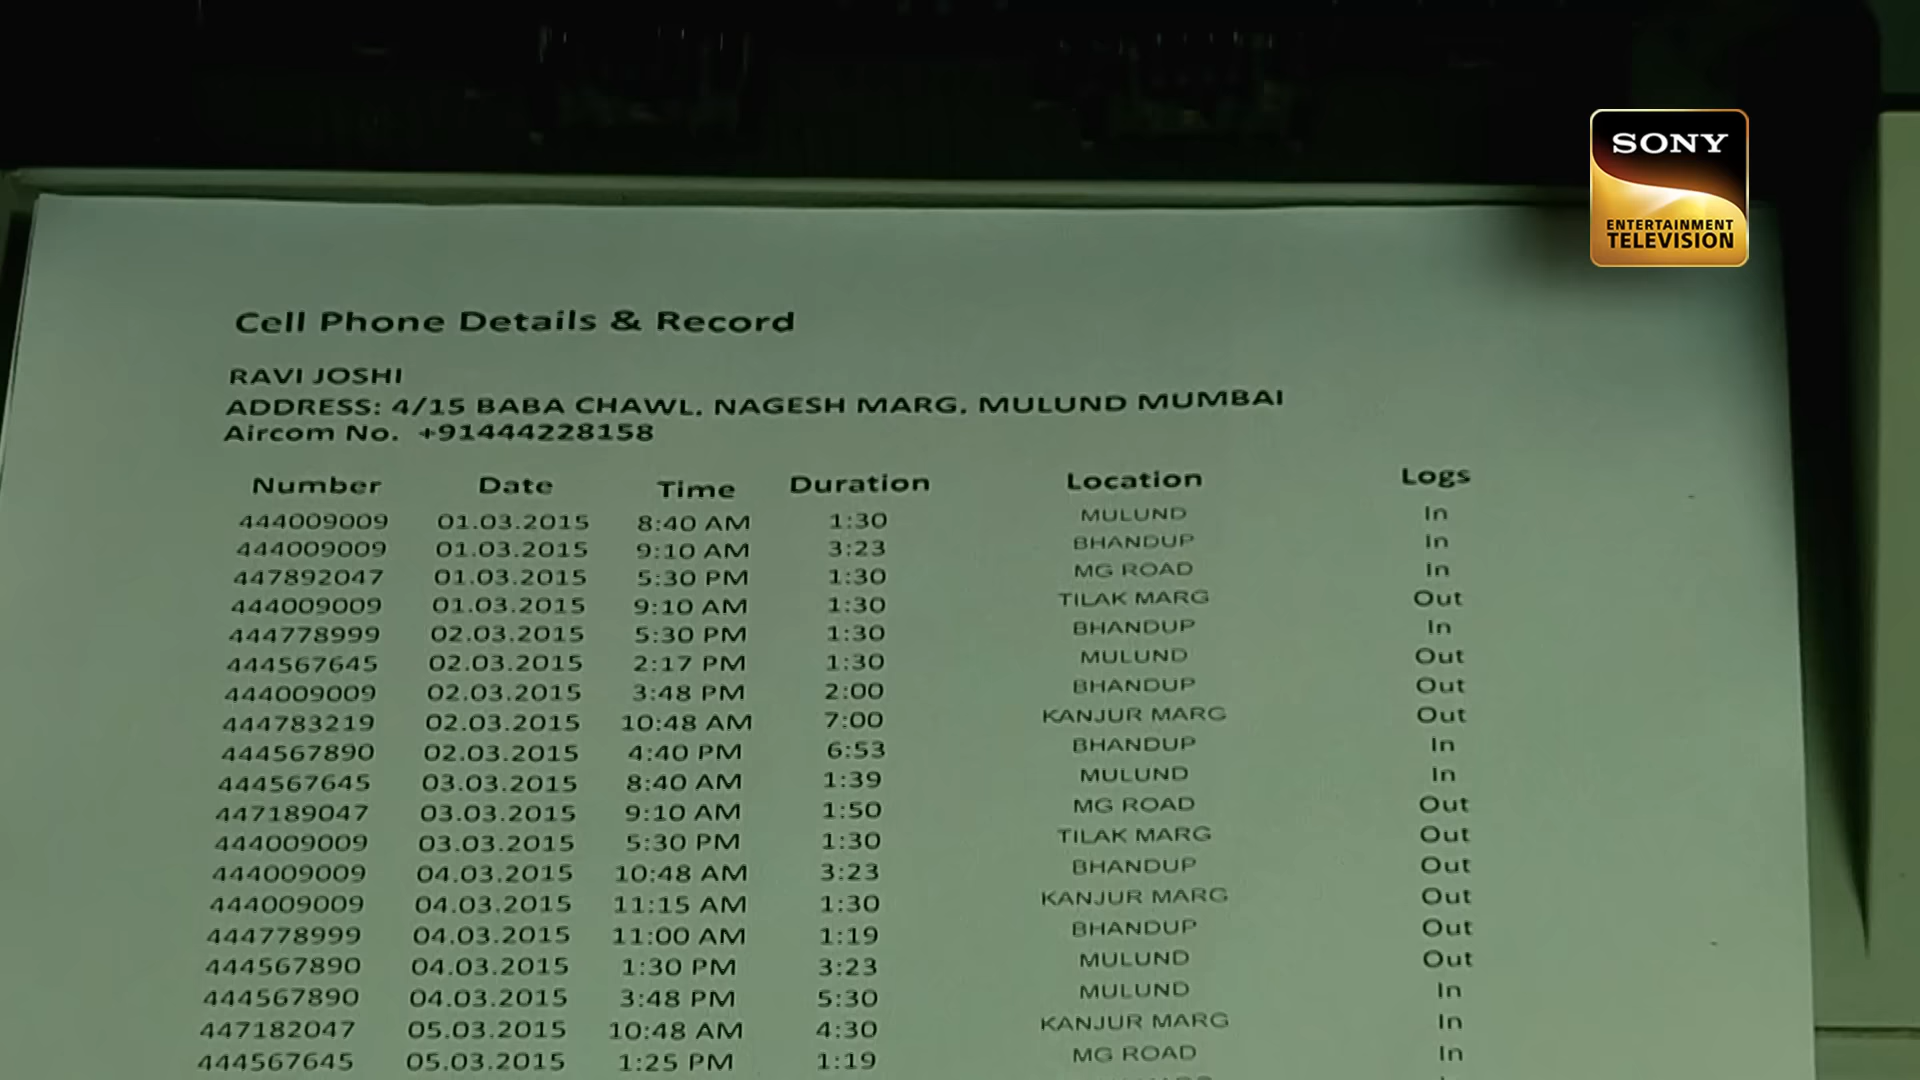 SONY
ENTERTAINMENT
TELEVISION
Cell Phone Details & Record
RAVI JOSHI
ADDRESS: 4/15 BABA CHAWL, NAGESH MARG, MULUND MUMBAI
Aircom No. +91444228158
Number Date Time Duration Location Logs
444009009 01.03.2015 8:40 AM 1:30 MULUND In
444009009 01.03.2015 9:10 AM 3:23 BHANDUP In
447892047 01.03.2015 5:30 PM 1:30 MG ROAD In
444009009 01.03.2015 9:10 AM 1:30 TILAK MARG Out
444778999 02.03.2015 5:30 PM 1:30 BHANDUP In
444567645 02.03.2015 2:17 PM 1:30 MULUND Out
444009009 02.03.2015 3:48 PM 2:00 BHANDUP Out
444783219 02.03.2015 10:48 AM 7:00 KANJUR MARG Out
444567890 02.03.2015 4:40 PM 6:53 BHANDUP In
444567645 03.03.2015 8:40 AM 1:39 MULUND In
447189047 03.03.2015 9:10 AM 1:50 MG ROAD Out
444009009 03.03.2015 5:30 PM 1:30 TILAK MARG Out
444009009 04.03.2015 10:48 AM 3:23 BHANDUP Out
444009009 04.03.2015 11:15 AM 1:30 KANJUR MARG Out
444778999 04.03.2015 11:00 AM 1:19 BHANDUP Out
444567890 04.03.2015 1:30 PM 3:23 MULUND Out
444567890 04.03.2015 3:48 PM 5:30 MULUND In
447182047 05.03.2015 10:48 AM 4:30 KANJUR MARG In
444567645 05.03.2015 1:25 PM 1:19 MG ROAD In